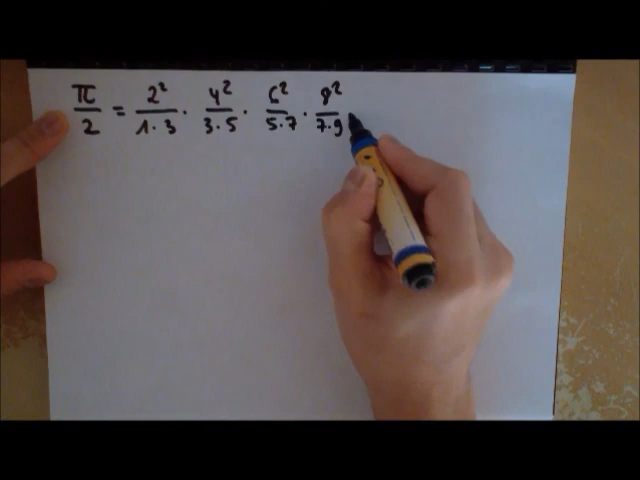 π/2 = 2²/1·3 · 4²/3·5 · 6²/5·7 · 8²/7·9